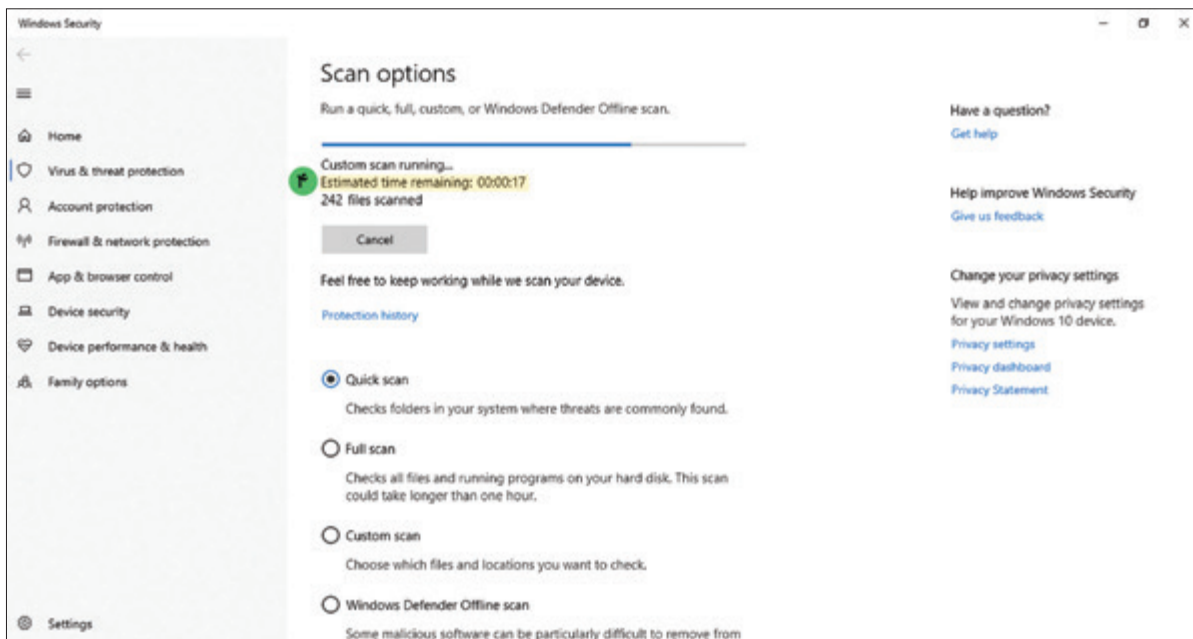 Windows Security
Home
Virus & threat protection
Account protection
Firewall & network protection
App & browser control
Device security
Device performance & health
Family options
Settings
Scan options
Run a quick, full, custom, or Windows Defender Offline scan.
Custom scan running...
۴
Estimated time remaining: 00:00:17
242 files scanned
Cancel
Feel free to keep working while we scan your device.
Protection history
Quick scan
Checks folders in your system where threats are commonly found.
Full scan
Checks all files and running programs on your hard disk. This scan
could take longer than one hour.
Custom scan
Choose which files and locations you want to check.
Windows Defender Offline scan
Some malicious software can be particularly difficult to remove from
Have a question?
Get help
Help improve Windows Security
Give us feedback
Change your privacy settings
View and change privacy settings
for your Windows 10 device.
Privacy settings
Privacy dashboard
Privacy Statement